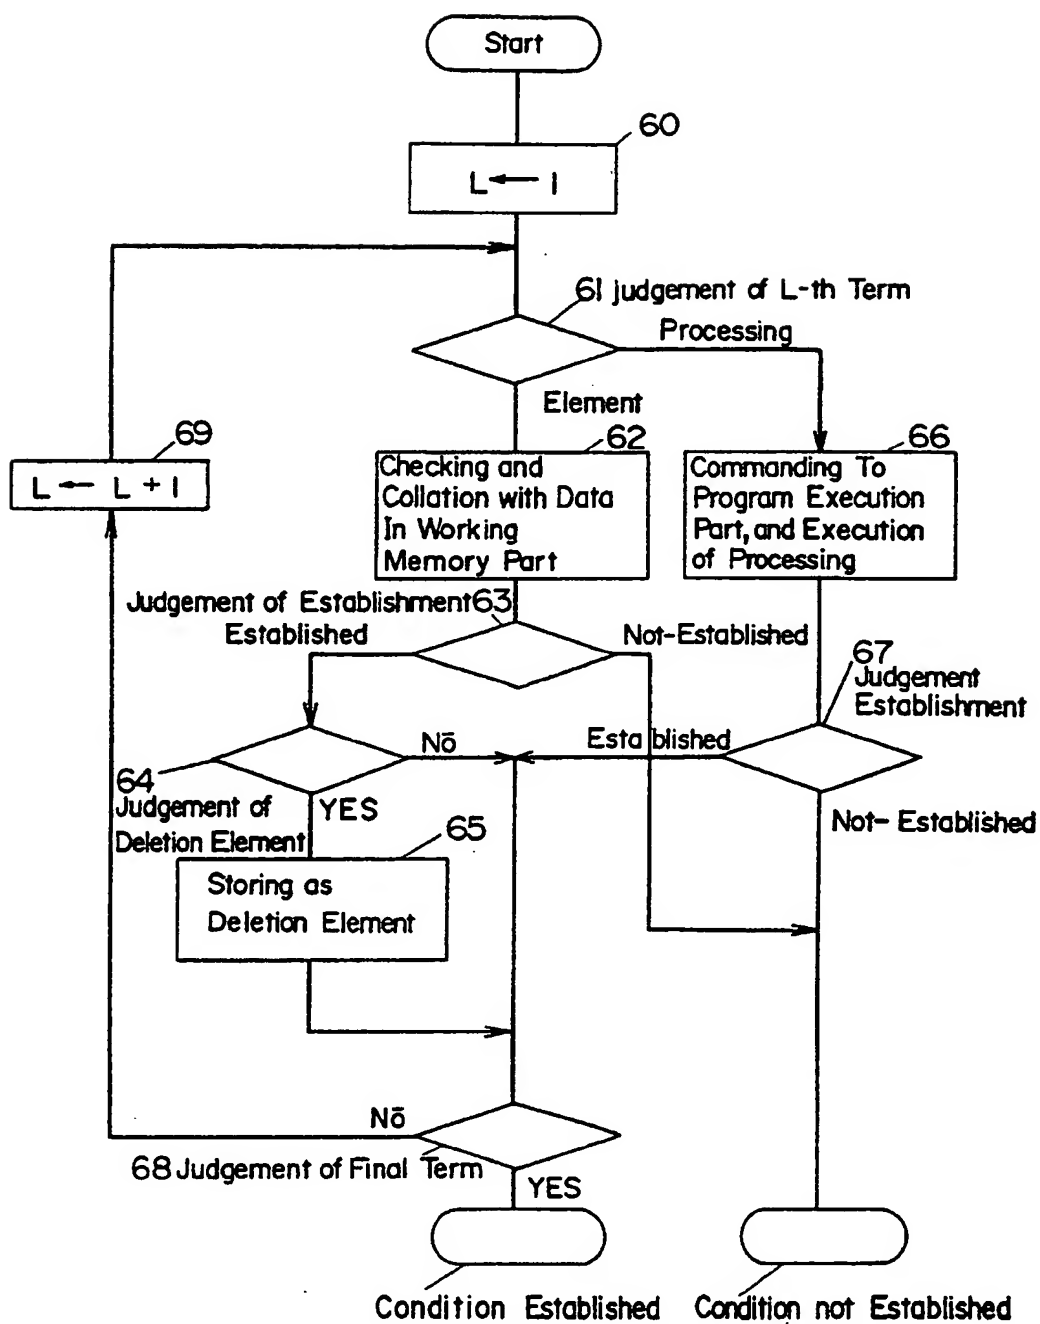 Start
60
L ← 1
61 judgement of L-th Term
Processing
Element
69
L ← L + 1
62
Checking and
Collation with Data
In Working
Memory Part
66
Commanding To
Program Execution
Part, and Execution
of Processing
Judgement of Establishment 63
Established
Not-Established
67
Judgement
Establishment
No
Established
64
Judgement of
Deletion Element
YES
Not-Established
65
Storing as
Deletion Element
No
68 Judgement of Final Term
YES
Condition Established
Condition not Established